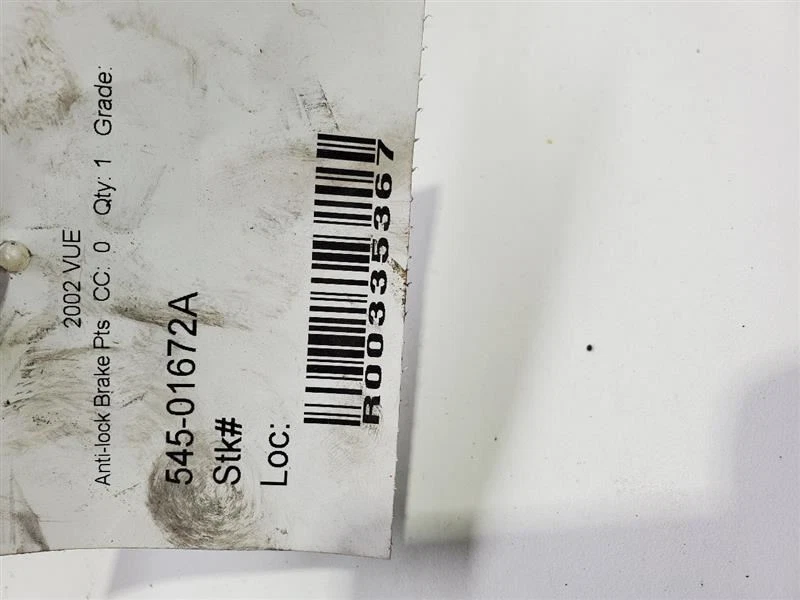 2002 VUE
Anti-lock Brake Pts CC: 0 Qty: 1 Grade:
545-01672A
Stk#
Loc:
R00335367